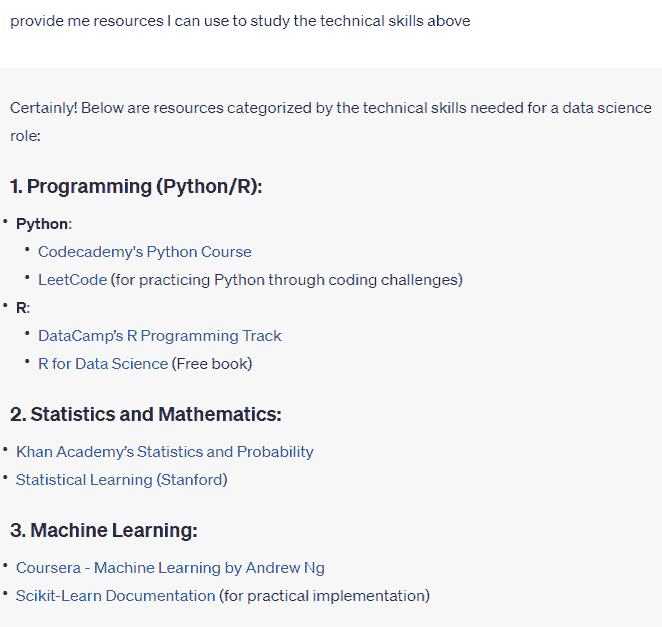 provide me resources I can use to study the technical skills above
Certainly! Below are resources categorized by the technical skills needed for a data science
role:
1. Programming (Python/R):
• Python:
• Codecademy's Python Course
• LeetCode (for practicing Python through coding challenges)
• R:
• DataCamp's R Programming Track
• R for Data Science (Free book)
2. Statistics and Mathematics:
• Khan Academy's Statistics and Probability
• Statistical Learning (Stanford)
3. Machine Learning:
• Coursera - Machine Learning by Andrew Ng
• Scikit-Learn Documentation (for practical implementation)